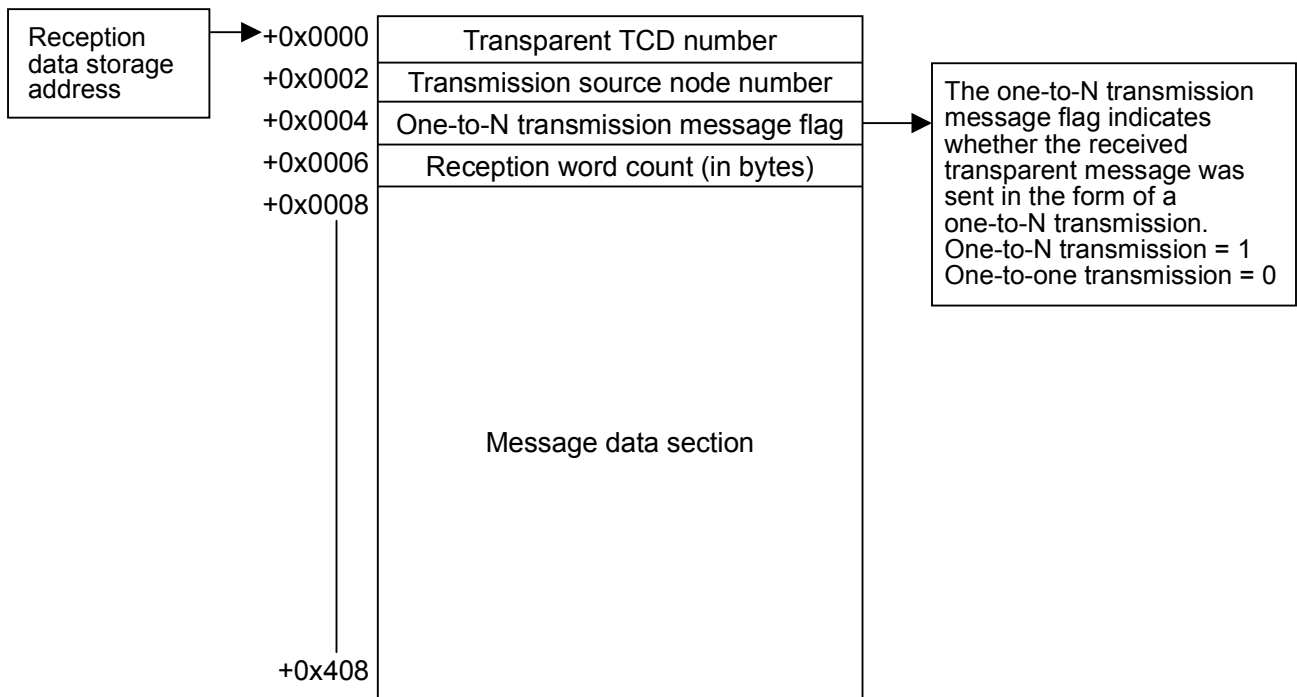 Reception
data storage
address
+0x0000
Transparent TCD number
+0x0002
Transmission source node number
+0x0004
One-to-N transmission message flag
+0x0006
Reception word count (in bytes)
+0x0008
Message data section
+0x408
The one-to-N transmission
message flag indicates
whether the received
transparent message was
sent in the form of a
one-to-N transmission.
One-to-N transmission = 1
One-to-one transmission = 0